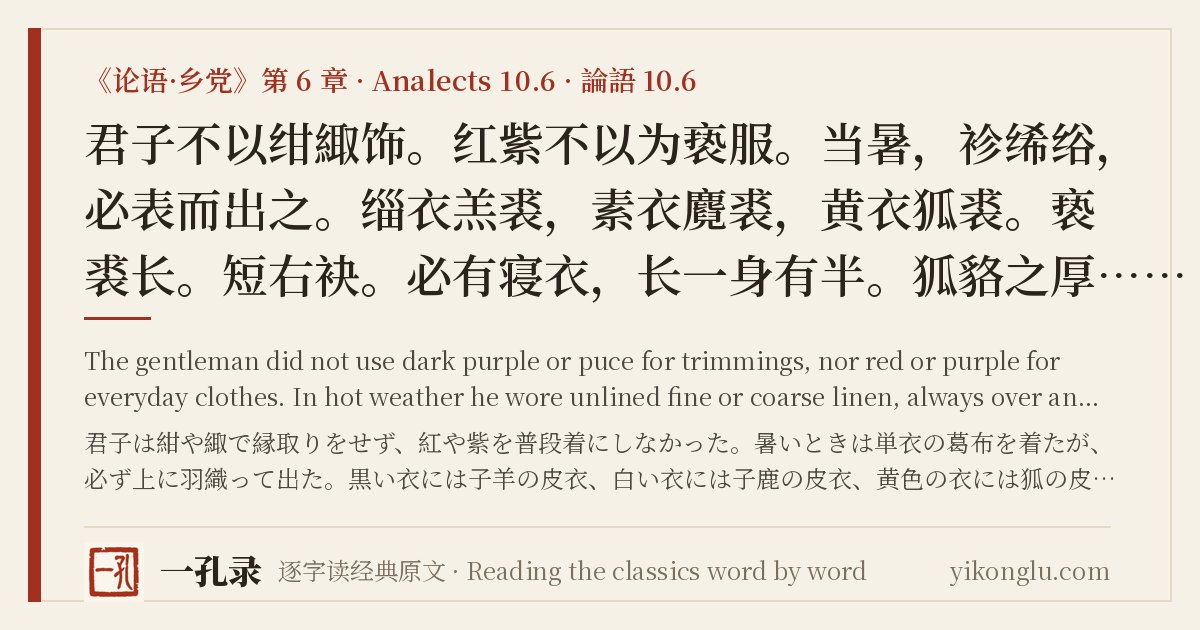 《论语·乡党》第 6 章 · Analects 10.6 · 論語 10.6
君子不以绀緅饰。红紫不以为亵服。当暑，袗絺绤，
必表而出之。缁衣羔裘，素衣麑裘，黄衣狐裘。亵
裘长。短右袂。必有寝衣，长一身有半。狐貉之厚……
The gentleman did not use dark purple or puce for trimmings, nor red or purple for
everyday clothes. In hot weather he wore unlined fine or coarse linen, always over an...
君子は紺や緅で縁取りをせず、紅や紫を普段着にしなかった。暑いときは単衣の葛布を着たが、
必ず上に羽織って出た。黒い衣には子羊の皮衣、白い衣には子鹿の皮衣、黄色の衣には狐の皮…
一孔
一孔录 逐字读经典原文 · Reading the classics word by word yikonglu.com